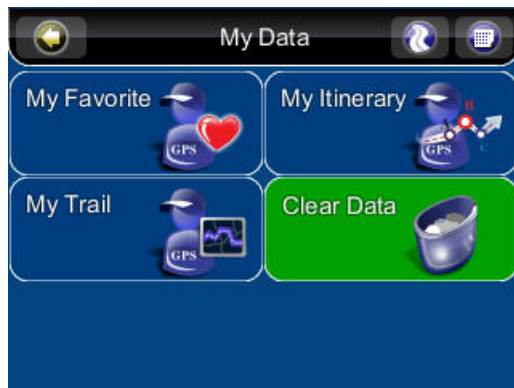 My Data
My Favorite
GPS
My Itinerary
B
C
GPS
My Trail
GPS
Clear Data